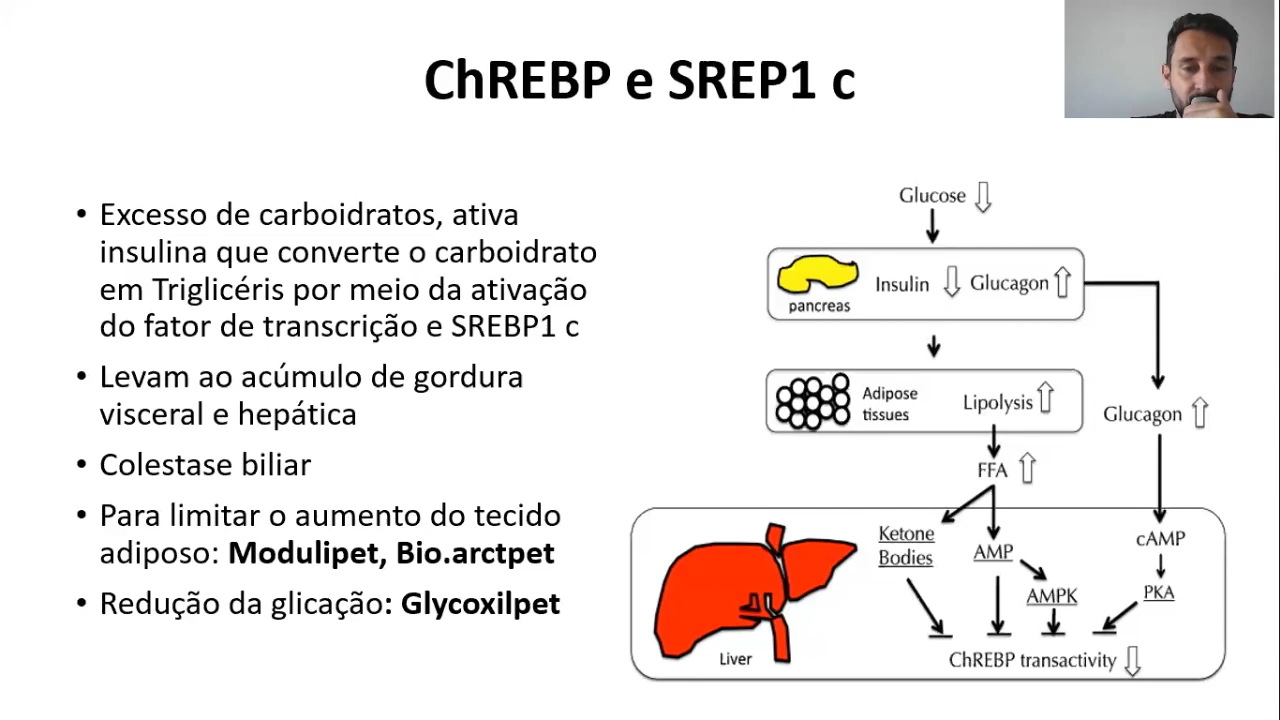 ChREBP e SREP1 c
• Excesso de carboidratos, ativa
insulina que converte o carboidrato
em Triglicéris por meio da ativação
do fator de transcrição e SREBP1 c
• Levam ao acúmulo de gordura
visceral e hepática
• Colestase biliar
• Para limitar o aumento do tecido
adiposo: Modulipet, Bio.arctpet
• Redução da glicação: Glycoxilpet
Glucose
pancreas
Insulin
Glucagon
Adipose
tissues
Lipolysis
Glucagon
FFA
Ketone
Bodies
AMP
AMPK
cAMP
PKA
Liver
ChREBP transactivity